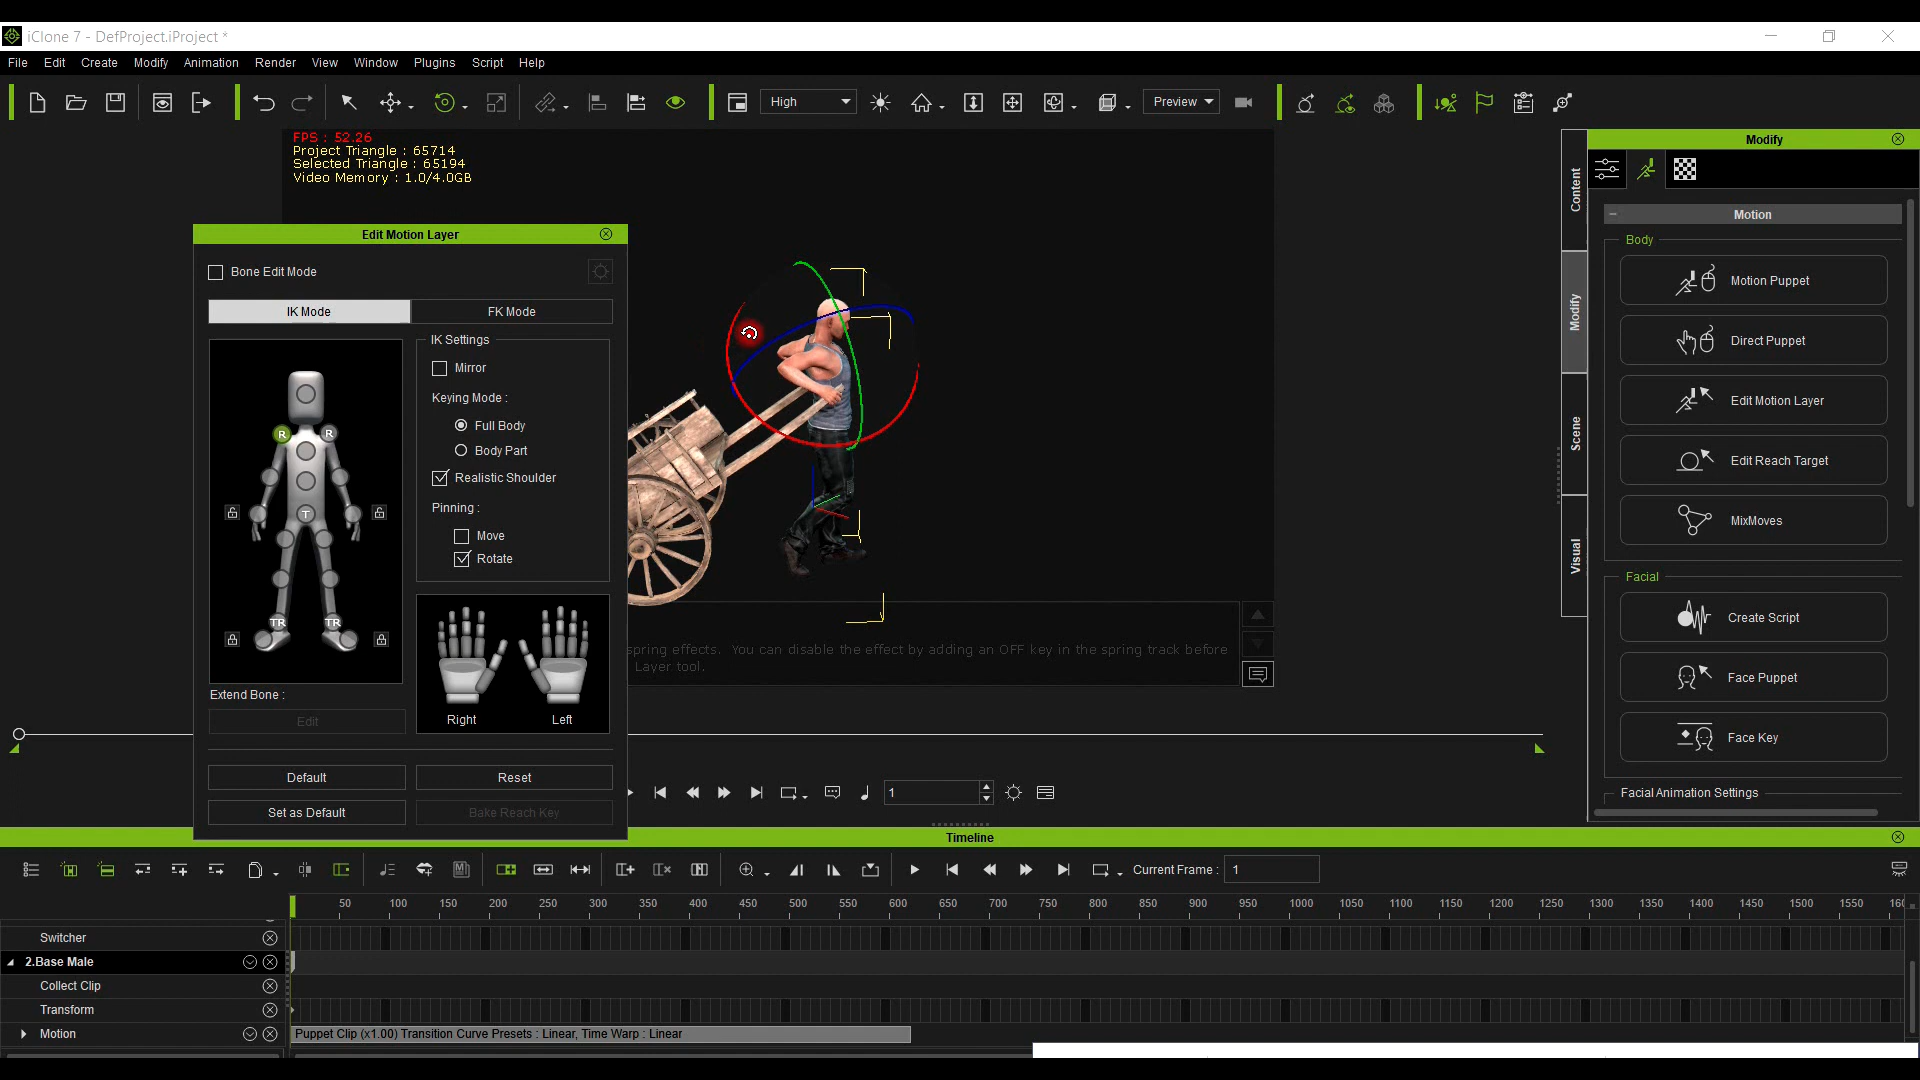 iClone 7 - DefProject.iProject *
File Edit Create Modify Animation Render View Window Plugins Script Help
High Preview
FPS : 52.26
Project Triangle : 65714
Selected Triangle : 65194
Video Memory : 1.0/4.0GB
Edit Motion Layer
Bone Edit Mode
IK Mode FK Mode
IK Settings
Mirror
Keying Mode :
Full Body
Body Part
Realistic Shoulder
Pinning :
Move
Rotate
R R
T
TR TR
Right Left
Extend Bone :
Edit
Default Reset
Set as Default Bake Reach Key
spring effects. You can disable the effect by adding an OFF key in the spring track before
Layer tool.
1
Content
Modify
Scene
Visual
Modify
Motion
Body
Motion Puppet
Direct Puppet
Edit Motion Layer
Edit Reach Target
MixMoves
Facial
Create Script
Face Puppet
Face Key
Facial Animation Settings
Timeline
Current Frame : 1
50 100 150 200 250 300 350 400 450 500 550 600 650 700 750 800 850 900 950 1000 1050 1100 1150 1200 1250 1300 1350 1400 1450 1500 1550
Switcher
2.Base Male
Collect Clip
Transform
Motion
Puppet Clip (x1.00) Transition Curve Presets : Linear, Time Warp : Linear